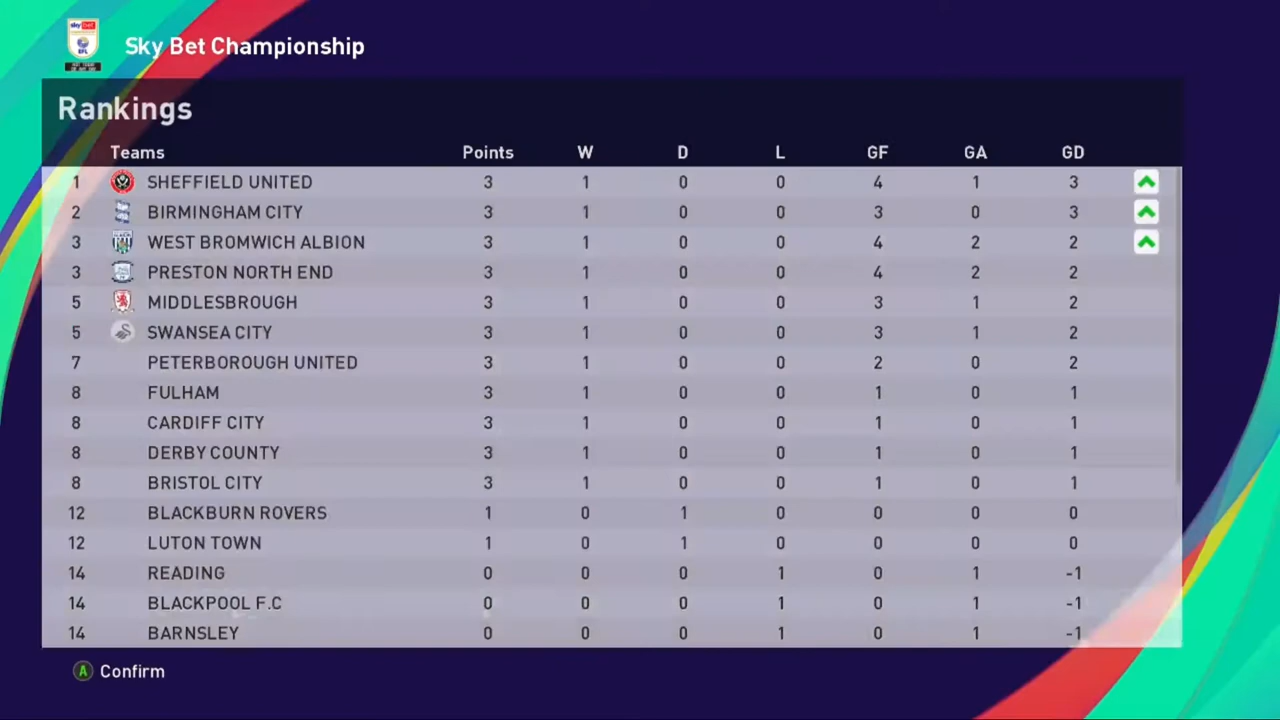 sky bet
EFL
Sky Bet Championship
Rankings
Teams Points W D L GF GA GD
1 SHEFFIELD UNITED 3 1 0 0 4 1 3
2 BIRMINGHAM CITY 3 1 0 0 3 0 3
3 WEST BROMWICH ALBION 3 1 0 0 4 2 2
3 PRESTON NORTH END 3 1 0 0 4 2 2
5 MIDDLESBROUGH 3 1 0 0 3 1 2
5 SWANSEA CITY 3 1 0 0 3 1 2
7 PETERBOROUGH UNITED 3 1 0 0 2 0 2
8 FULHAM 3 1 0 0 1 0 1
8 CARDIFF CITY 3 1 0 0 1 0 1
8 DERBY COUNTY 3 1 0 0 1 0 1
8 BRISTOL CITY 3 1 0 0 1 0 1
12 BLACKBURN ROVERS 1 0 1 0 0 0 0
12 LUTON TOWN 1 0 1 0 0 0 0
14 READING 0 0 0 1 0 1 -1
14 BLACKPOOL F.C 0 0 0 1 0 1 -1
14 BARNSLEY 0 0 0 1 0 1 -1
A Confirm